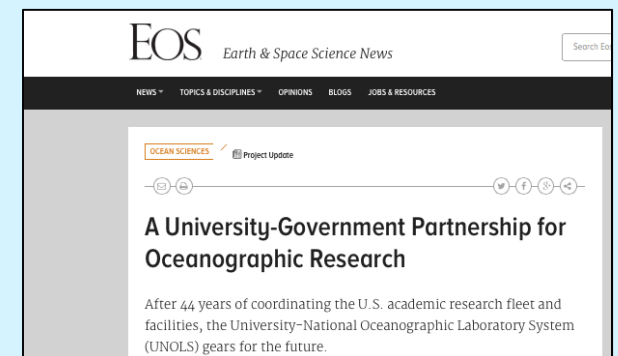 EOS Earth & Space Science News
Search Eos
NEWS TOPICS & DISCIPLINES OPINIONS BLOGS JOBS & RESOURCES
OCEAN SCIENCES Project Update
A University-Government Partnership for
Oceanographic Research
After 44 years of coordinating the U.S. academic research fleet and
facilities, the University-National Oceanographic Laboratory System
(UNOLS) gears for the future.